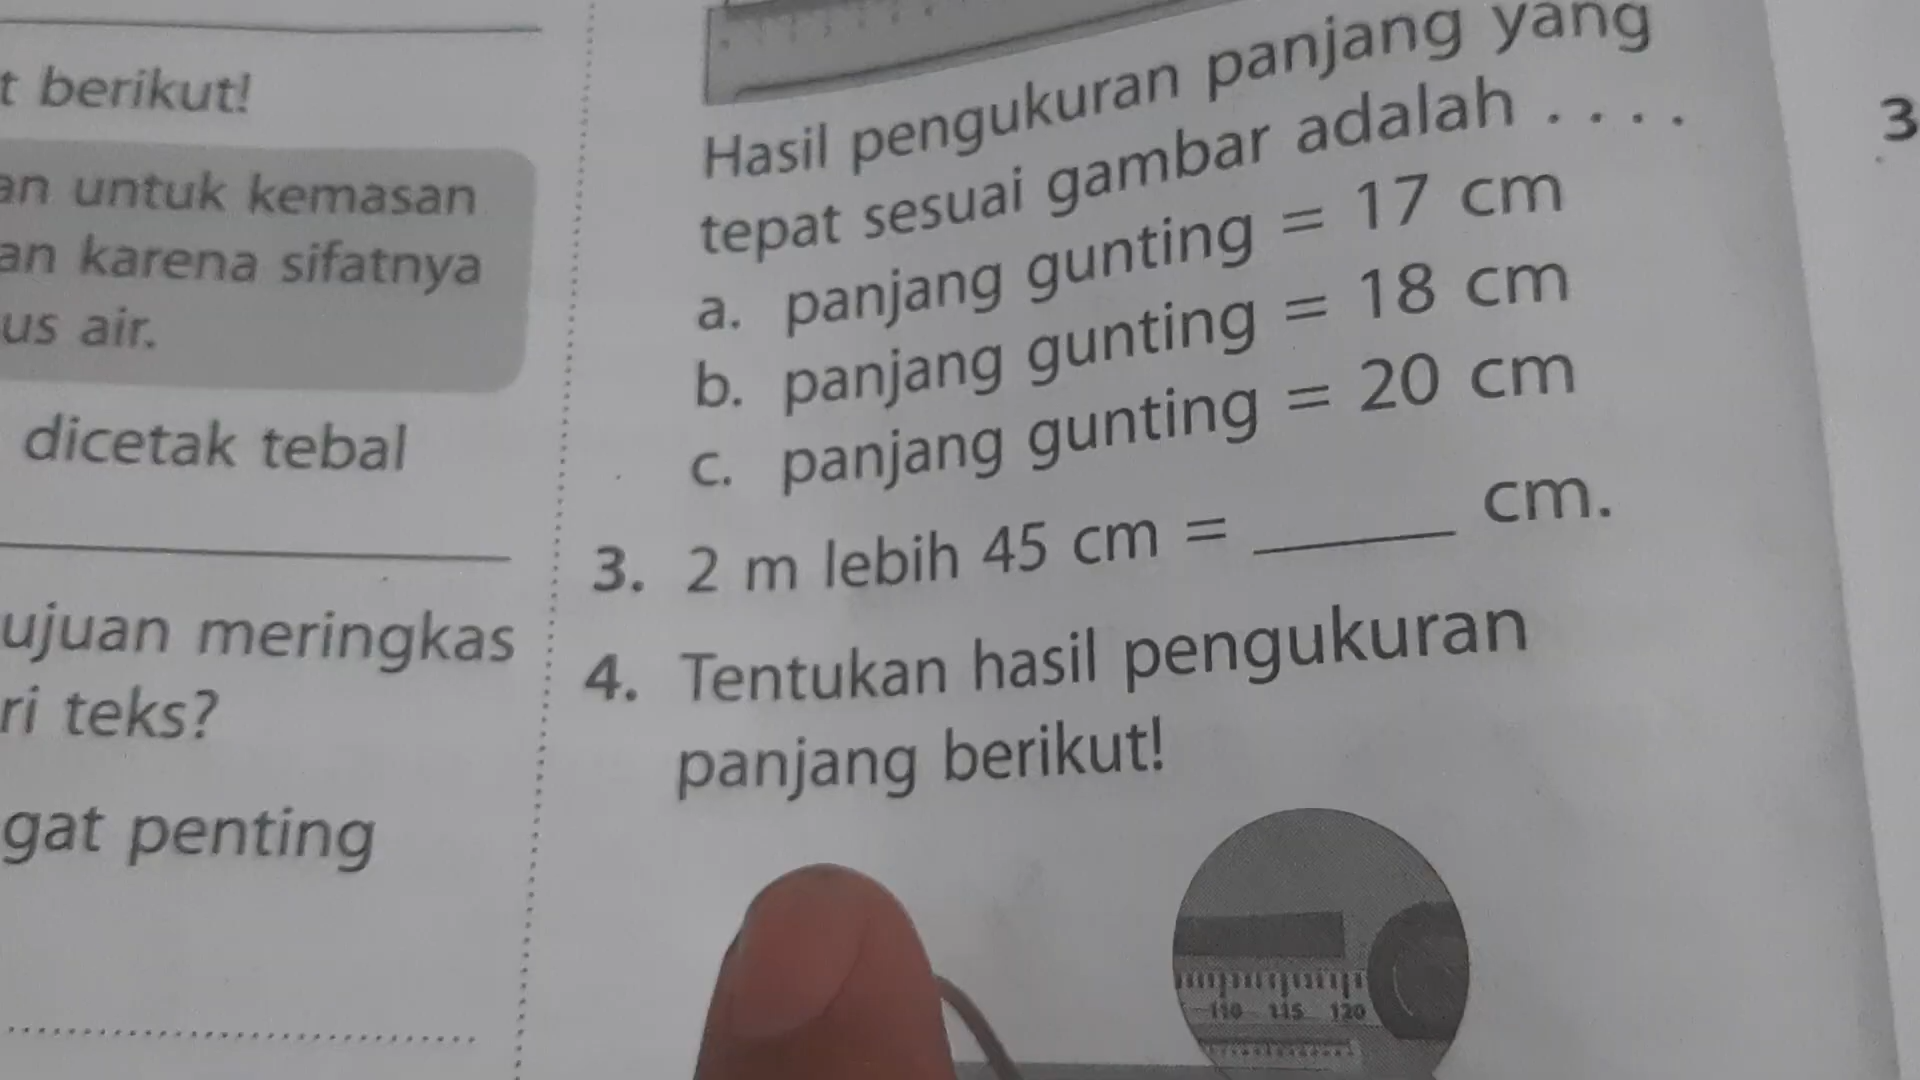 t berikut!
an untuk kemasan
an karena sifatnya
us air.
dicetak tebal
ujuan meringkas
ri teks?
gat penting
Hasil pengukuran panjang yang
tepat sesuai gambar adalah . . . .
a. panjang gunting = 17 cm
b. panjang gunting = 18 cm
c. panjang gunting = 20 cm
3. 2 m lebih 45 cm = ______ cm.
4. Tentukan hasil pengukuran
panjang berikut!
110 115 120
3